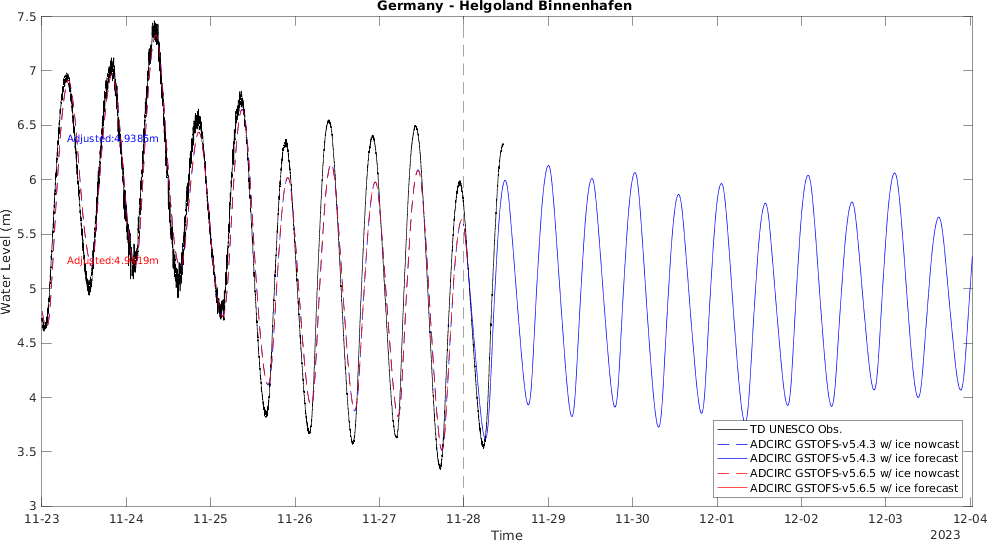 Germany - Helgoland Binnenhafen
7.5
7
6.5
6
5.5
5
4.5
4
3.5
3
Water Level (m)
Adjusted:4.9385m
TD UNESCO Obs.
ADCIRC GSTOFS-v5.4.3 w/ ice nowcast
ADCIRC GSTOFS-v5.4.3 w/ ice forecast
ADCIRC GSTOFS-v5.6.5 w/ ice nowcast
ADCIRC GSTOFS-v5.6.5 w/ ice forecast
11-23
11-24
11-25
11-26
11-27
11-28
11-29
11-30
12-01
12-02
12-03
12-04
Time
2023